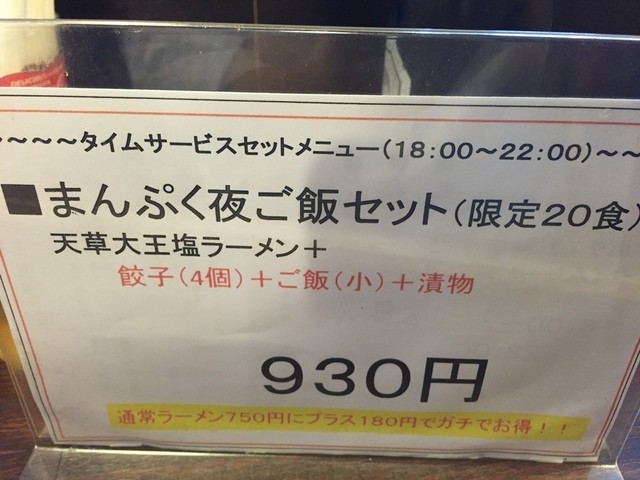 ~~~~タイムサービスセットメニュー(18:00~22:00)~~
■まんぷく夜ご飯セット(限定20食)
天草大王塩ラーメン+
餃子(4個)+ご飯(小)+漬物
930円
通常ラーメン750円にプラス180円でガチでお得!!